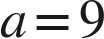 a = 9